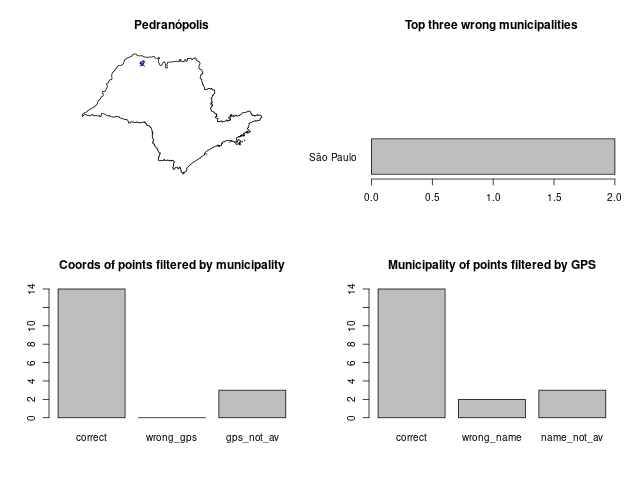 Pedranópolis
Top three wrong municipalities
São Paulo
0.0 0.5 1.0 1.5 2.0
Coords of points filtered by municipality
14
10
8
6
4
2
0
correct wrong_gps gps_not_av
Municipality of points filtered by GPS
14
10
8
6
4
2
0
correct wrong_name name_not_av